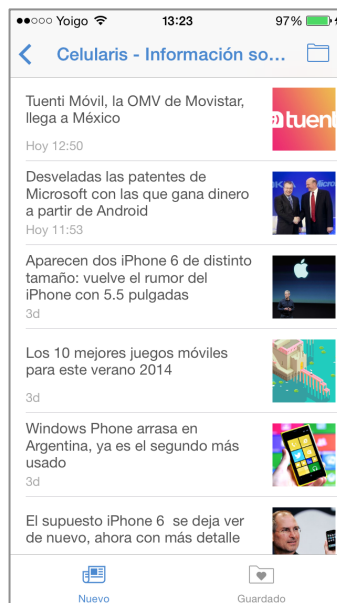 Yoigo 13:23 97%
Celularis - Información so...
Tuenti Móvil, la OMV de Movistar,
llega a México
Hoy 12:50
tuent
Desveladas las patentes de
Microsoft con las que gana dinero
a partir de Android
Hoy 11:53
Aparecen dos iPhone 6 de distinto
tamaño: vuelve el rumor del
iPhone con 5.5 pulgadas
3d
Los 10 mejores juegos móviles
para este verano 2014
3d
Windows Phone arrasa en
Argentina, ya es el segundo más
usado
3d
El supuesto iPhone 6 se deja ver
de nuevo, ahora con más detalle
Nuevo
Guardado